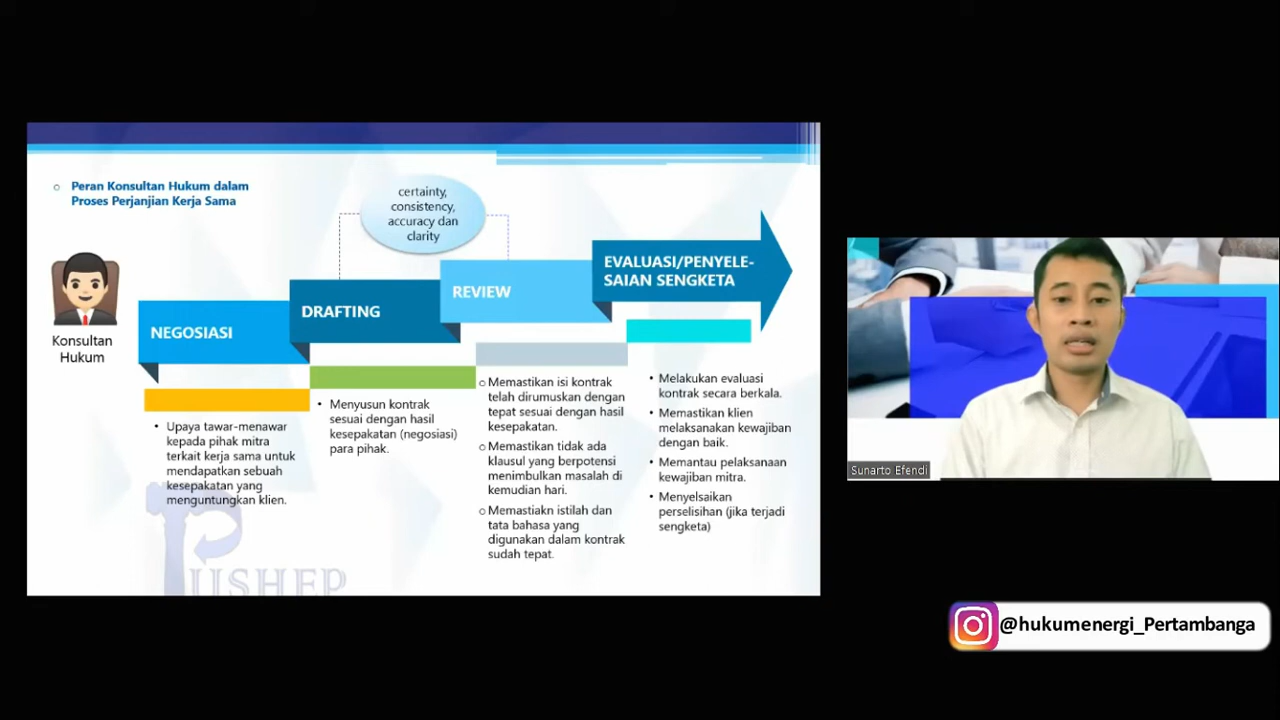 Peran Konsultan Hukum dalam
Proses Perjanjian Kerja Sama
certainty,
consistency,
accuracy dan
clarity
Konsultan
Hukum
NEGOSIASI
Upaya tawar-menawar
kepada pihak mitra
terkait kerja sama untuk
mendapatkan sebuah
kesepakatan yang
menguntungkan klien.
DRAFTING
Menyusun kontrak
sesuai dengan hasil
kesepakatan (negosiasi)
para pihak.
REVIEW
Memastikan isi kontrak
telah dirumuskan dengan
tepat sesuai dengan hasil
kesepakatan.
Memastikan tidak ada
klausul yang berpotensi
menimbulkan masalah di
kemudian hari.
Memastiakn istilah dan
tata bahasa yang
digunakan dalam kontrak
sudah tepat.
EVALUASI/PENYELE-
SAIAN SENGKETA
Melakukan evaluasi
kontrak secara berkala.
Memastikan klien
melaksanakan kewajiban
dengan baik.
Memantau pelaksanaan
kewajiban mitra.
Menyelsaikan
perselisihan (jika terjadi
sengketa)
PUSHEP
Sunarto Efendi
@hukumenergi_Pertambanga